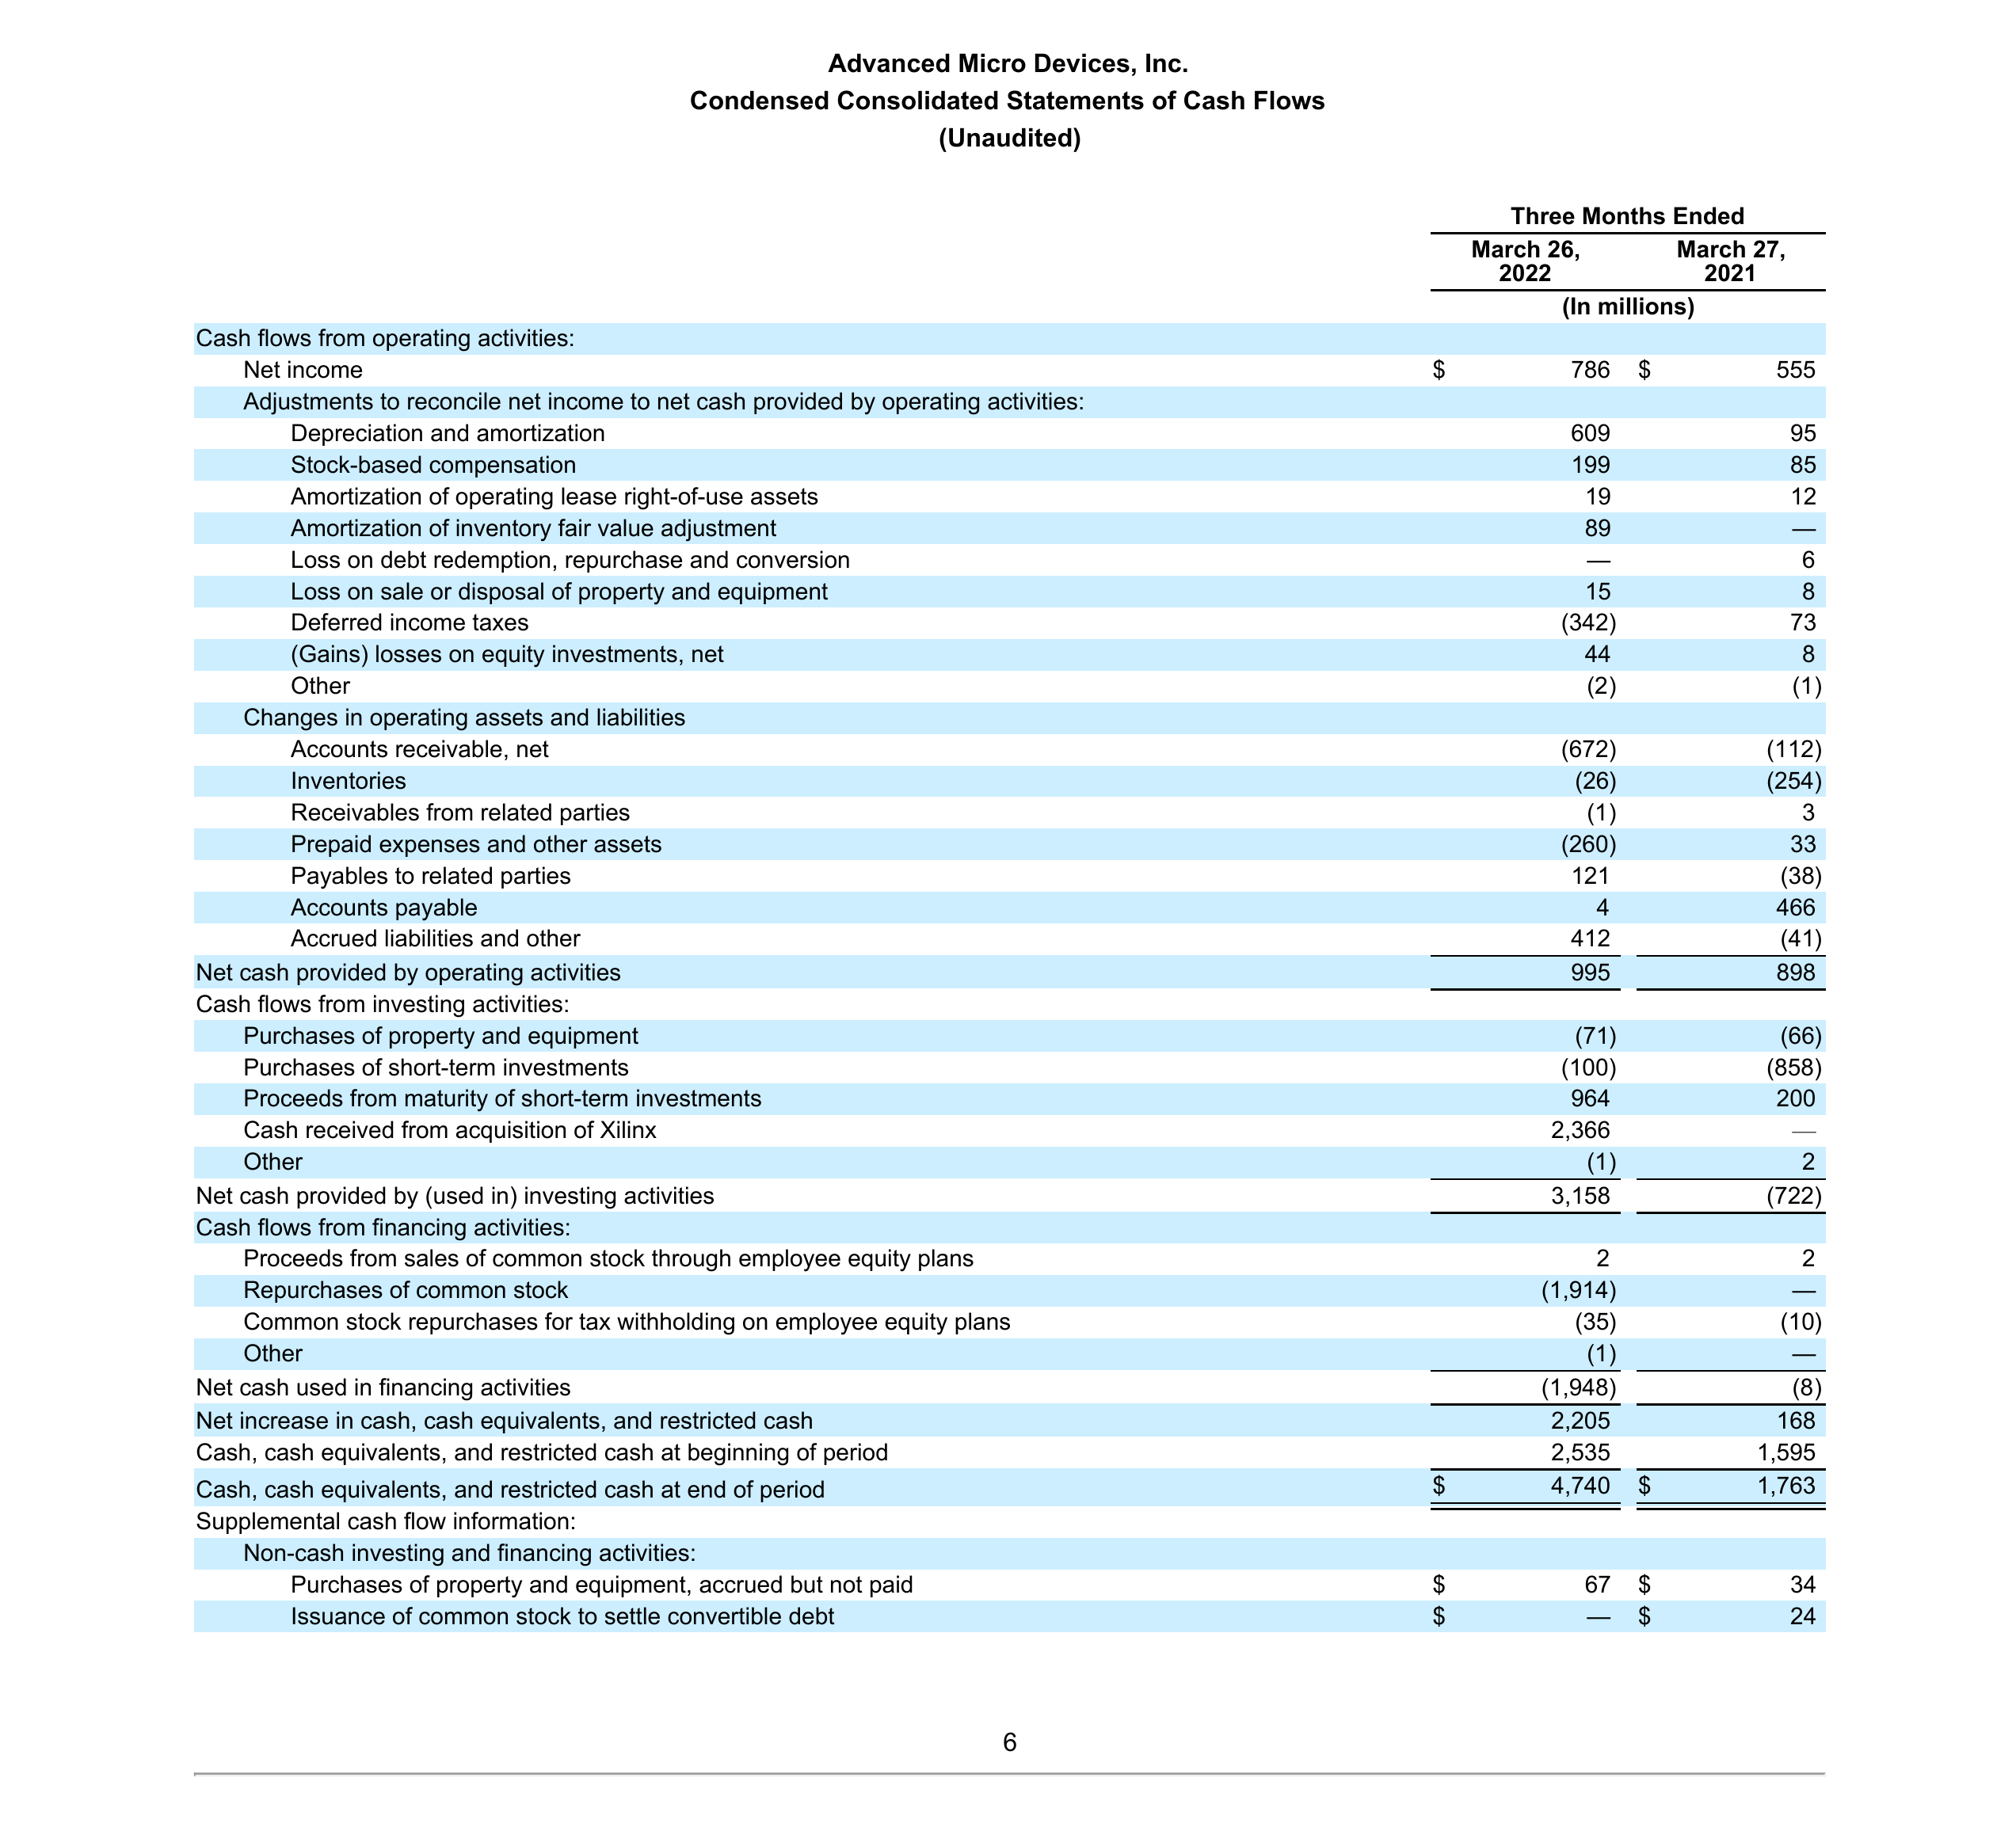 Advanced Micro Devices, Inc.
Condensed Consolidated Statements of Cash Flows
(Unaudited)
Three Months Ended
March 26, 2022 March 27, 2021
(In millions)
Cash flows from operating activities:
Net income $ 786 $ 555
Adjustments to reconcile net income to net cash provided by operating activities:
Depreciation and amortization 609 95
Stock-based compensation 199 85
Amortization of operating lease right-of-use assets 19 12
Amortization of inventory fair value adjustment 89 —
Loss on debt redemption, repurchase and conversion — 6
Loss on sale or disposal of property and equipment 15 8
Deferred income taxes (342) 73
(Gains) losses on equity investments, net 44 8
Other (2) (1)
Changes in operating assets and liabilities
Accounts receivable, net (672) (112)
Inventories (26) (254)
Receivables from related parties (1) 3
Prepaid expenses and other assets (260) 33
Payables to related parties 121 (38)
Accounts payable 4 466
Accrued liabilities and other 412 (41)
Net cash provided by operating activities 995 898
Cash flows from investing activities:
Purchases of property and equipment (71) (66)
Purchases of short-term investments (100) (858)
Proceeds from maturity of short-term investments 964 200
Cash received from acquisition of Xilinx 2,366 —
Other (1) 2
Net cash provided by (used in) investing activities 3,158 (722)
Cash flows from financing activities:
Proceeds from sales of common stock through employee equity plans 2 2
Repurchases of common stock (1,914) —
Common stock repurchases for tax withholding on employee equity plans (35) (10)
Other (1) —
Net cash used in financing activities (1,948) (8)
Net increase in cash, cash equivalents, and restricted cash 2,205 168
Cash, cash equivalents, and restricted cash at beginning of period 2,535 1,595
Cash, cash equivalents, and restricted cash at end of period $ 4,740 $ 1,763
Supplemental cash flow information:
Non-cash investing and financing activities:
Purchases of property and equipment, accrued but not paid $ 67 $ 34
Issuance of common stock to settle convertible debt $ — $ 24
6